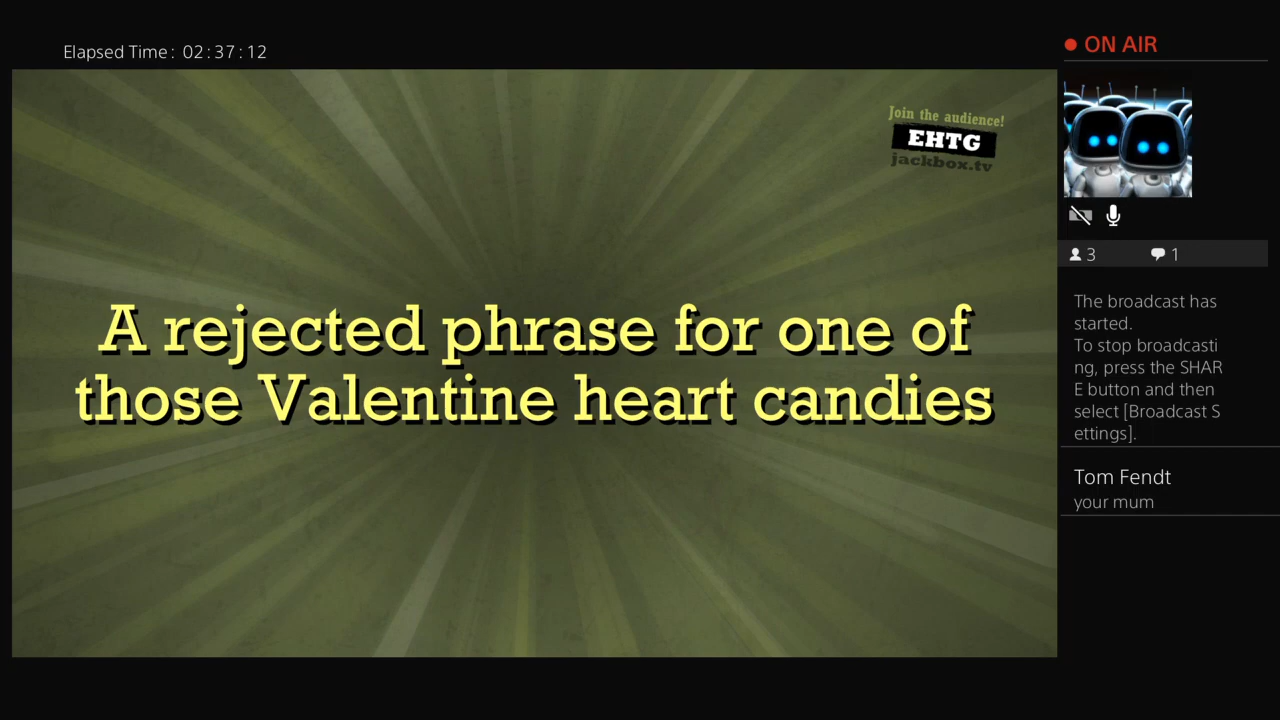 Elapsed Time: 02:37:12
ON AIR
Join the audience!
EHTG
jackbox.tv
A rejected phrase for one of
those Valentine heart candies
3 1
The broadcast has
started.
To stop broadcasti
ng, press the SHAR
E button and then
select [Broadcast S
ettings].
Tom Fendt
your mum